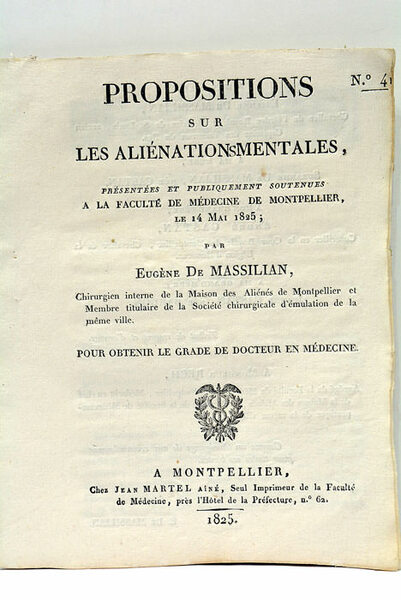 PROPOSITIONS
N.º 4
SUR
LES ALIÉNATIONSMENTALES,
PRÉSENTÉES ET PUBLIQUEMENT SOUTENUES
A LA FACULTÉ DE MÉDECINE DE MONTPELLIER,
LE 14 MAI 1825;
PAR
EUGÈNE DE MASSILIAN,
Chirurgien interne de la Maison des Aliénés de Montpellier et
Membre titulaire de la Société chirurgicale d'émulation de la
même ville.
POUR OBTENIR LE GRADE DE DOCTEUR EN MÉDECINE.
A MONTPELLIER,
Chez JEAN MARTEL AÎNÉ, Seul Imprimeur de la Faculté
de Médecine, près l'Hôtel de la Préfecture, n.º 62.
1825.